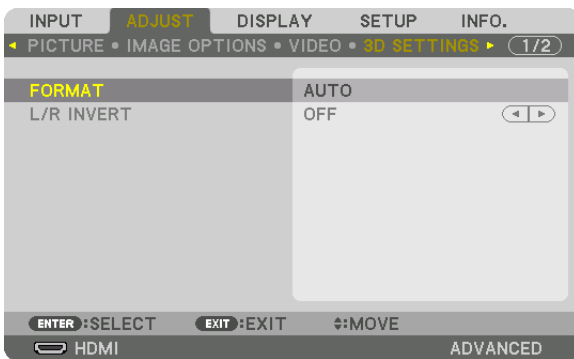 INPUT ADJUST DISPLAY SETUP INFO.
PICTURE • IMAGE OPTIONS • VIDEO • 3D SETTINGS 1/2
FORMAT AUTO
L/R INVERT OFF
ENTER :SELECT EXIT :EXIT :MOVE
HDMI ADVANCED